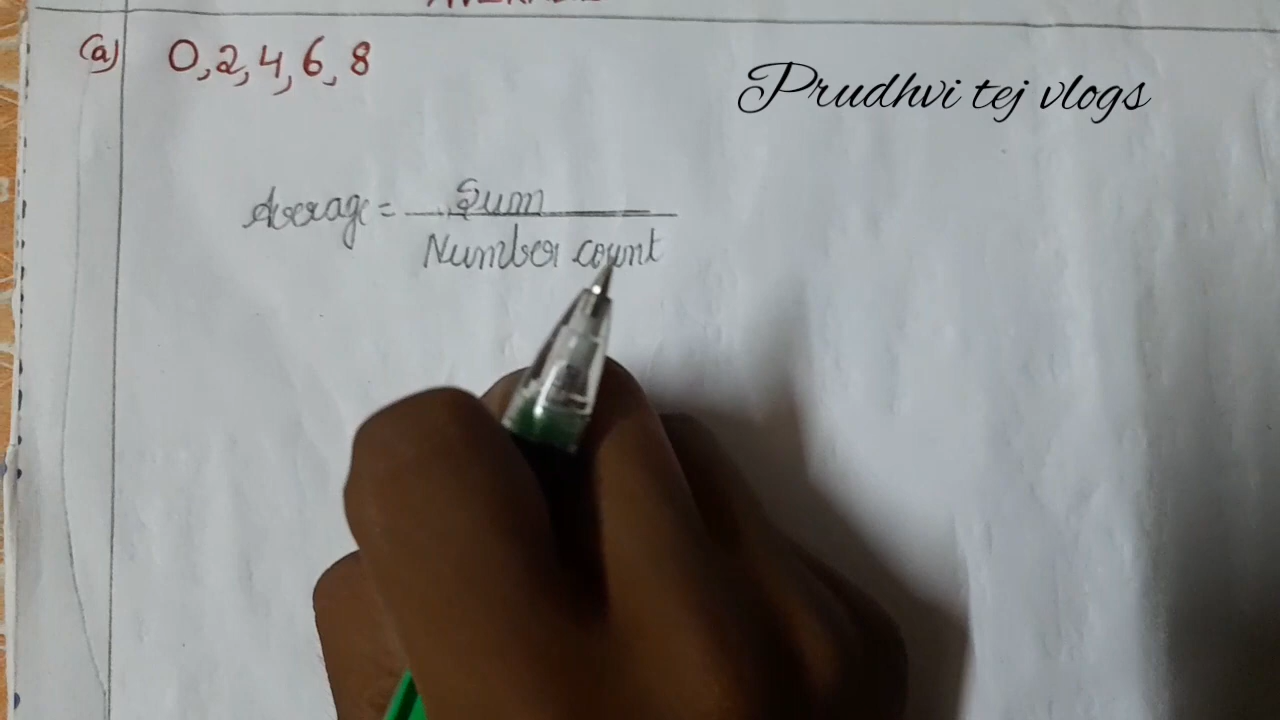 (a) 0, 2, 4, 6, 8
Prudhvi tej vlogs
Average = Sum
Number count